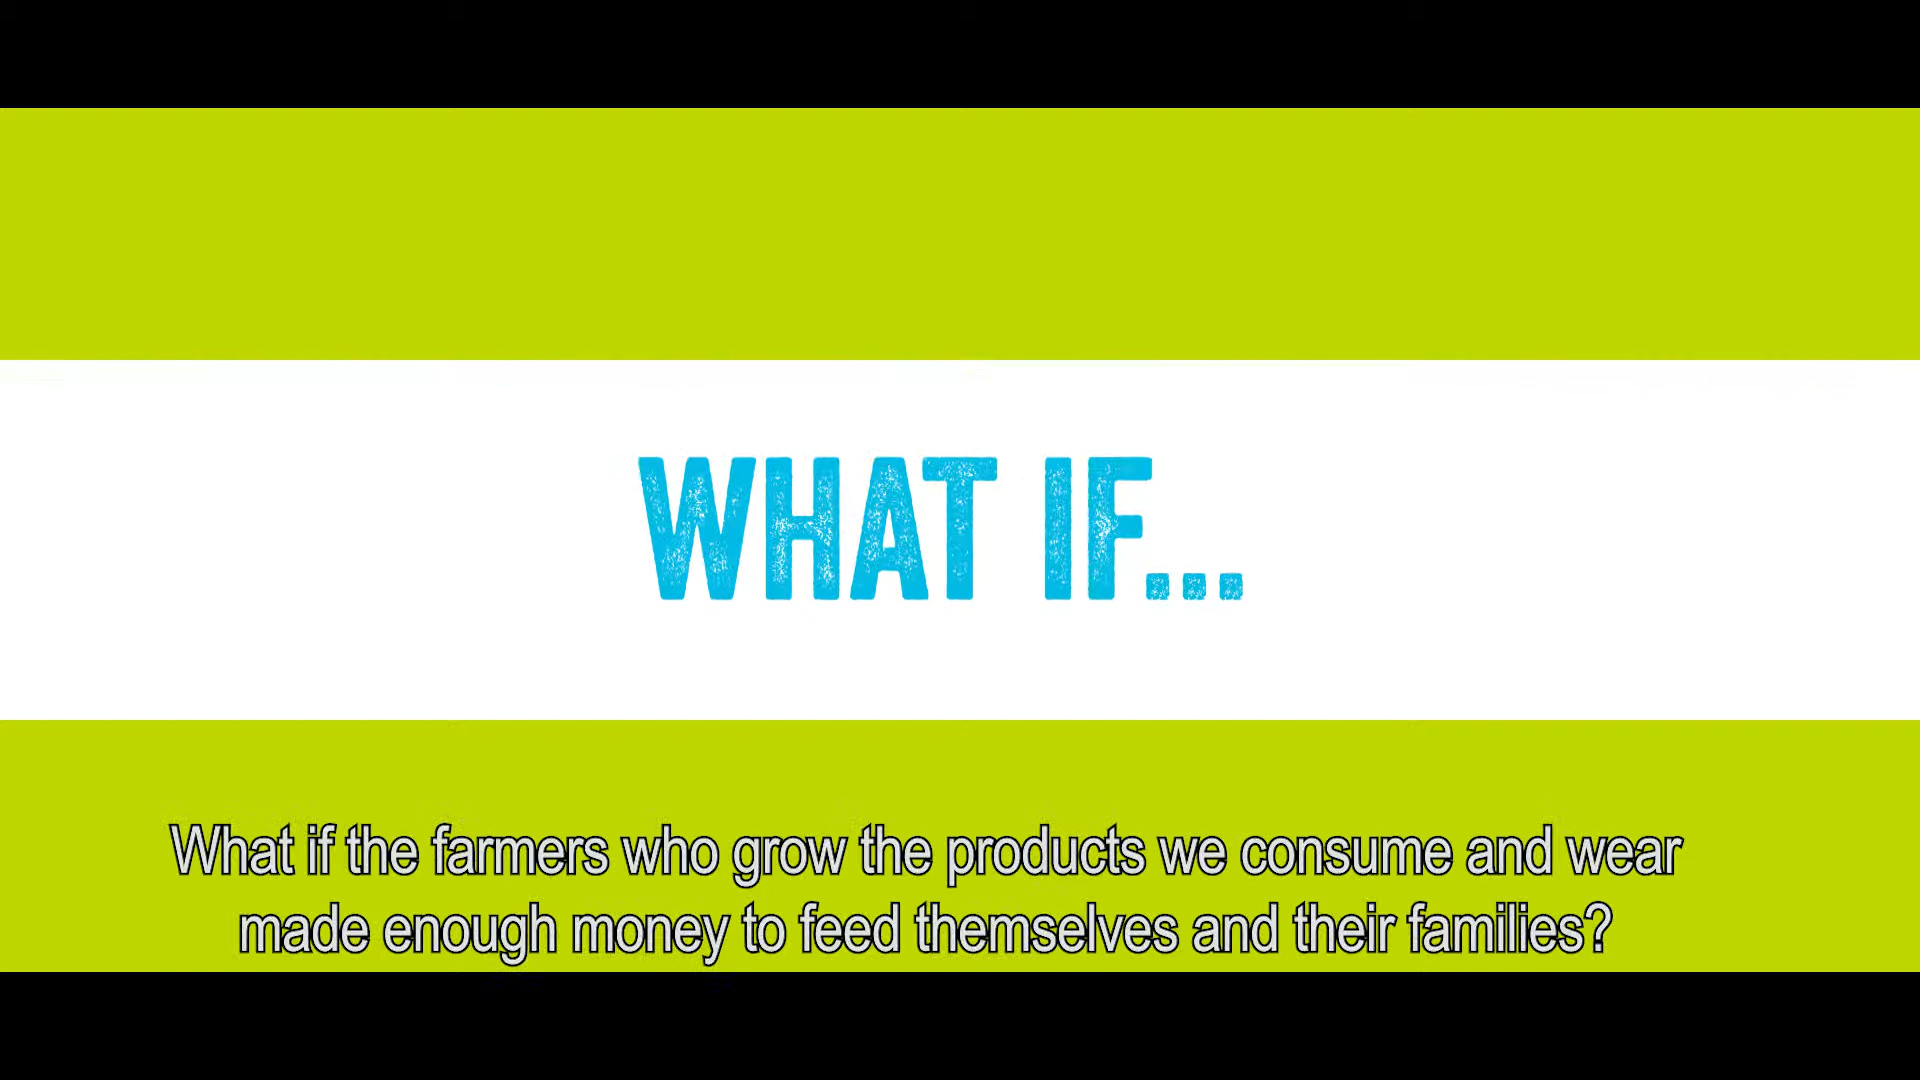 WHAT IF...
What if the farmers who grow the products we consume and wear
made enough money to feed themselves and their families?